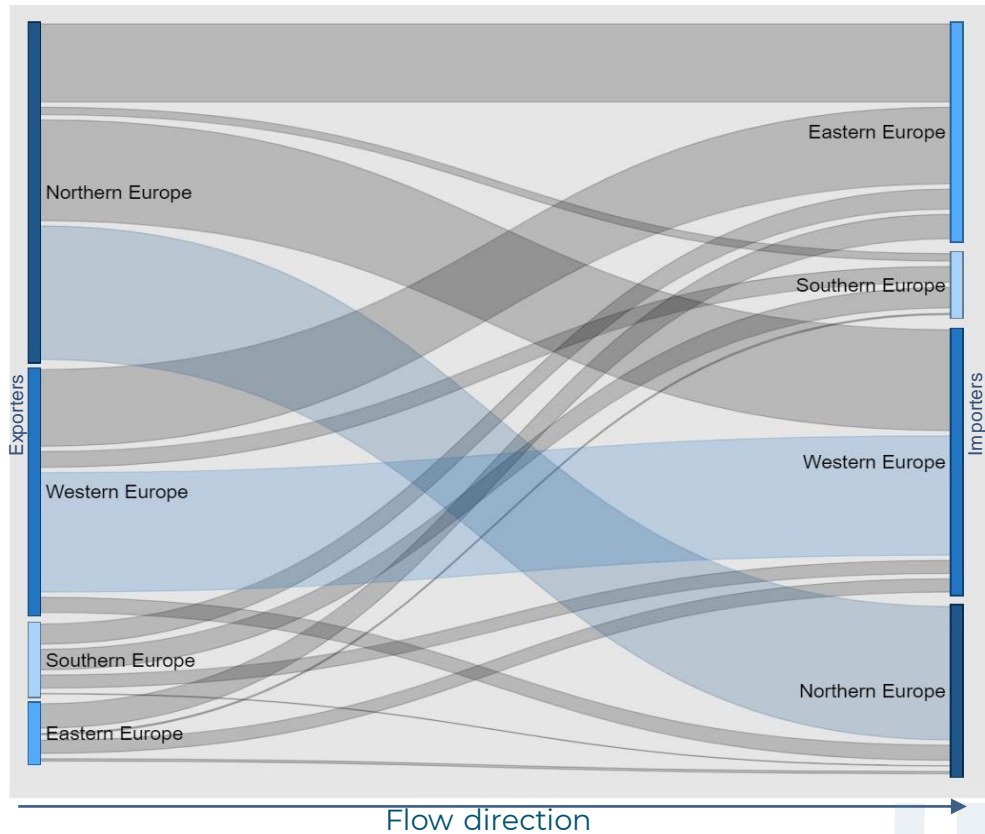 Exporters
Northern Europe
Western Europe
Southern Europe
Eastern Europe
Eastern Europe
Southern Europe
Western Europe
Northern Europe
Importers
Flow direction